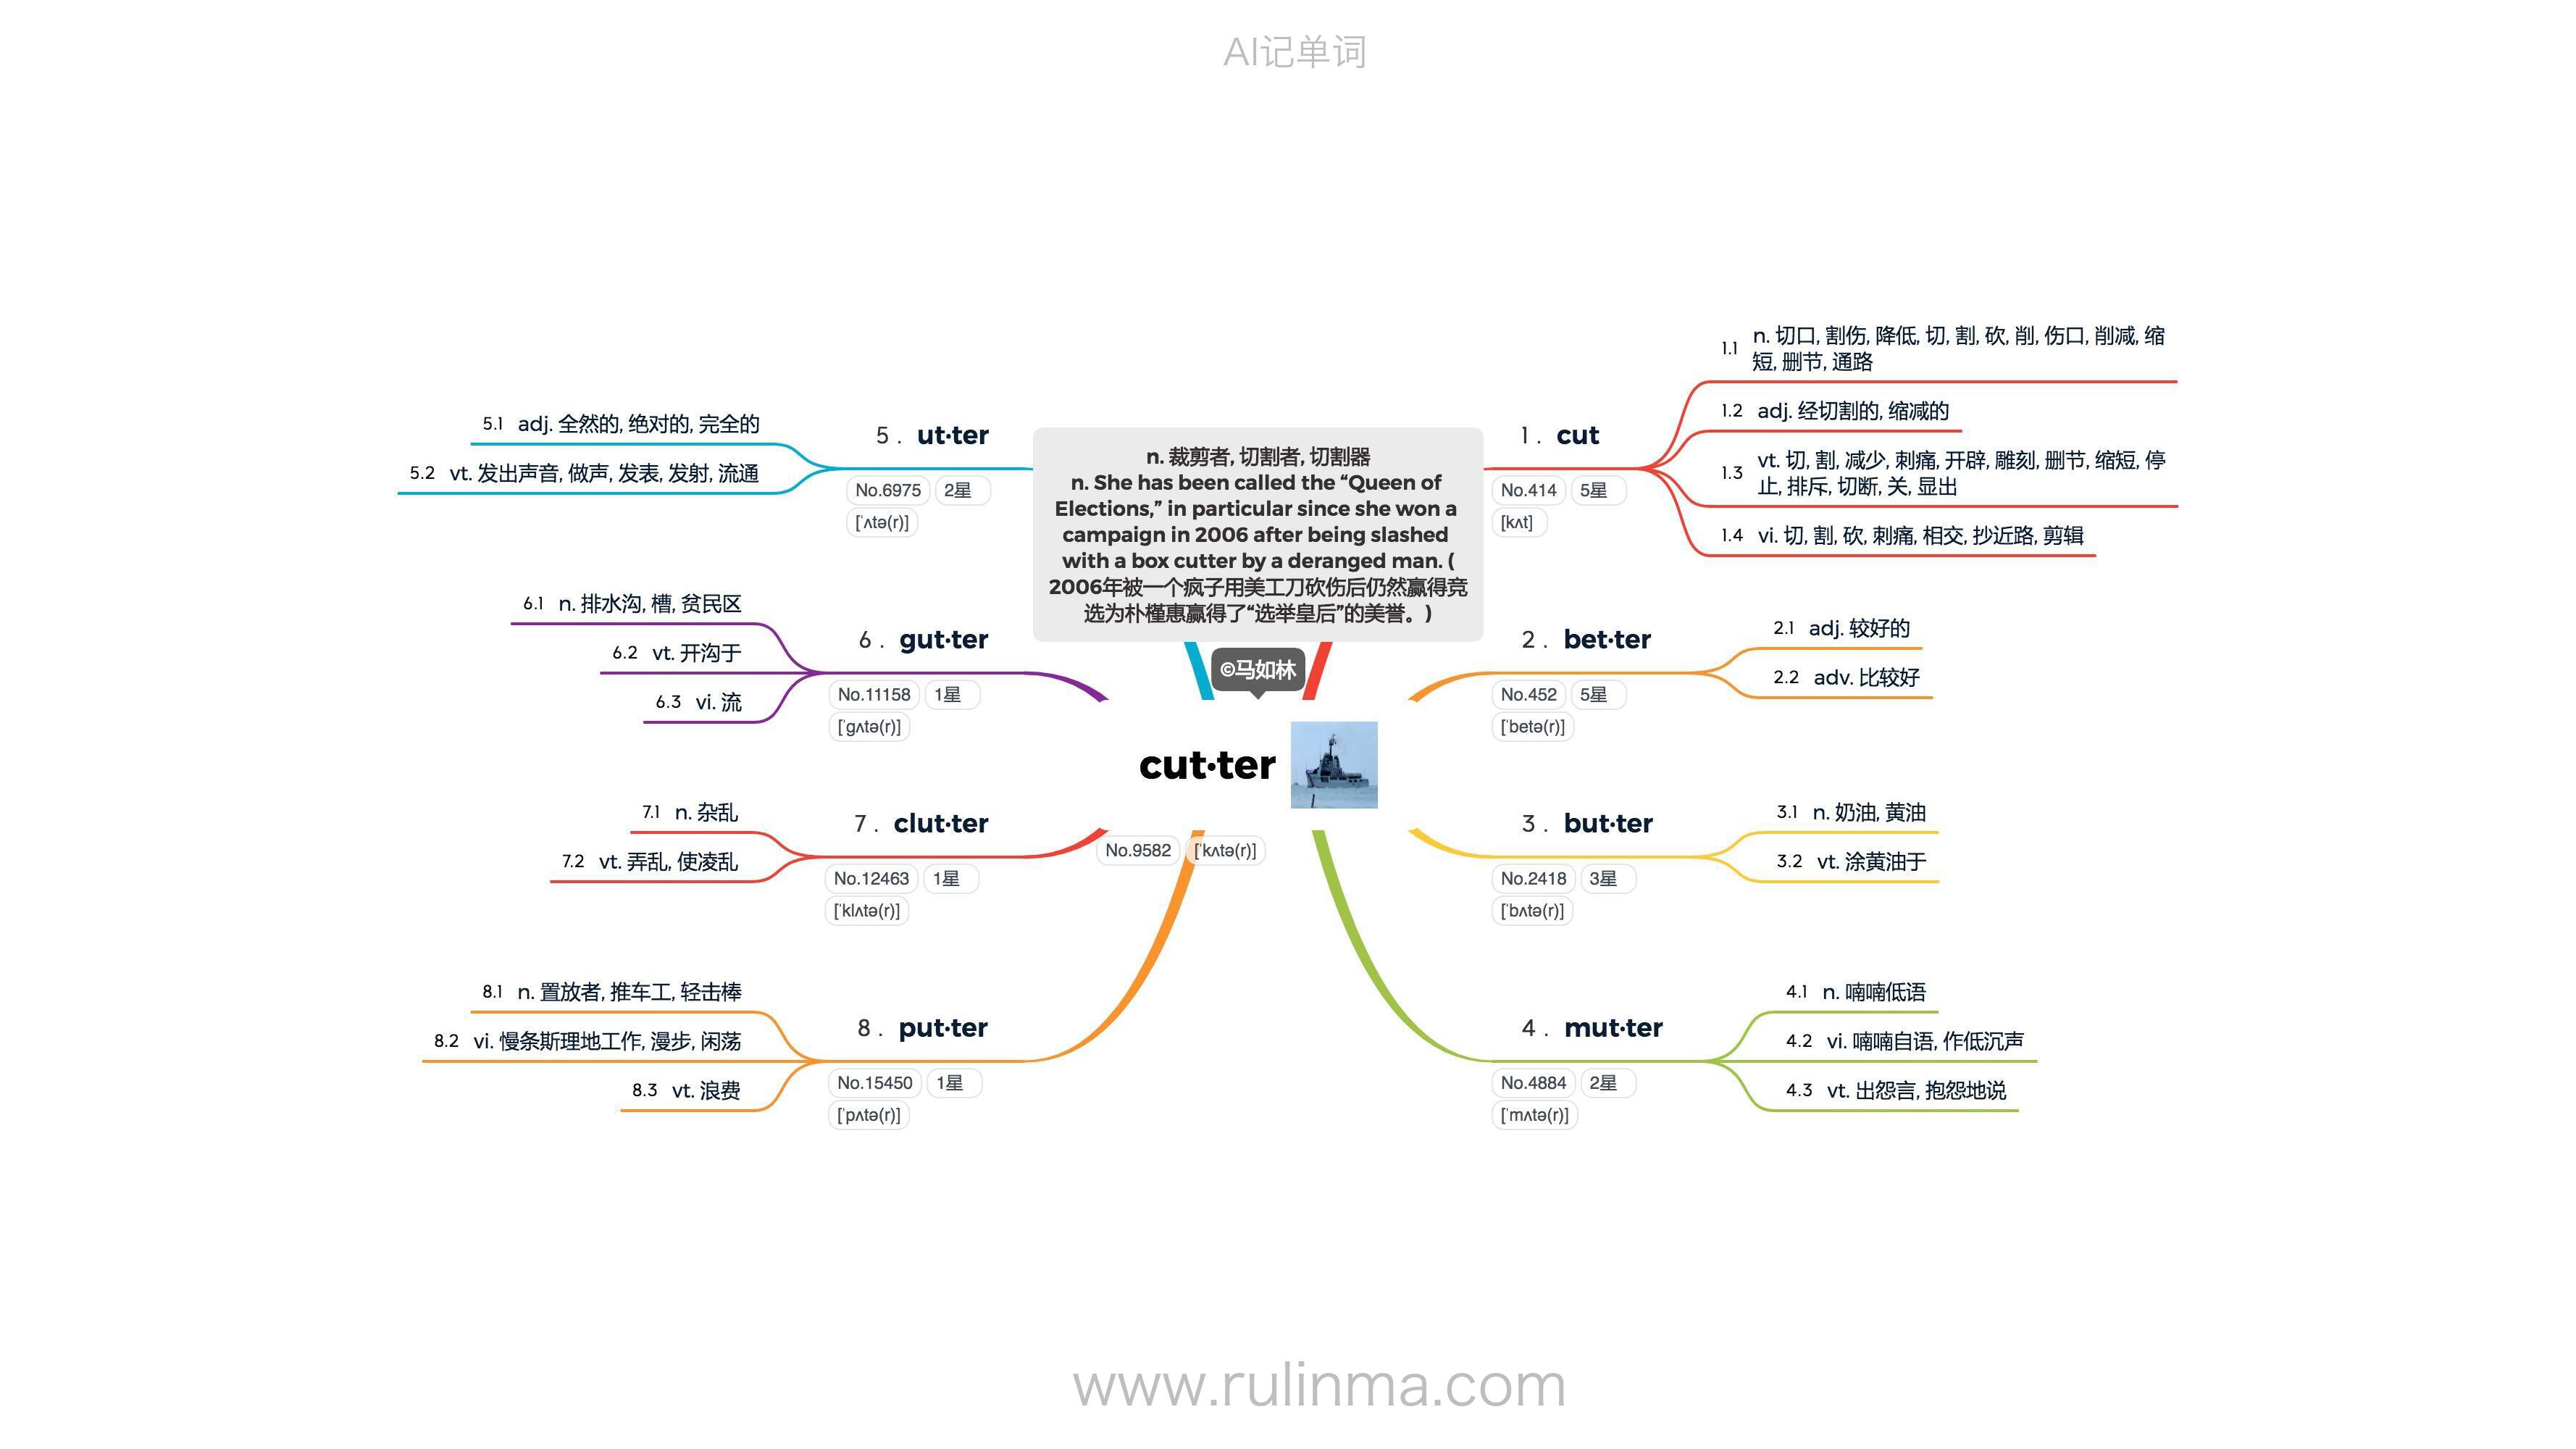 AI记单词
n. 裁剪者, 切割者, 切割器
n. She has been called the “Queen of
Elections,” in particular since she won a
campaign in 2006 after being slashed
with a box cutter by a deranged man. (
2006年被一个疯子用美工刀砍伤后仍然赢得竞
选为朴槿惠赢得了“选举皇后”的美誉。)
©马如林
cut·ter
No.9582 [ˈkʌtə(r)]
1 . cut
No.414 5星
[kʌt]
1.1 n. 切口, 割伤, 降低, 切, 割, 砍, 削, 伤口, 削减, 缩
短, 删节, 通路
1.2 adj. 经切割的, 缩减的
1.3 vt. 切, 割, 减少, 刺痛, 开辟, 雕刻, 删节, 缩短, 停
止, 排斥, 切断, 关, 显出
1.4 vi. 切, 割, 砍, 刺痛, 相交, 抄近路, 剪辑
2 . bet·ter
No.452 5星
[ˈbetə(r)]
2.1 adj. 较好的
2.2 adv. 比较好
3 . but·ter
No.2418 3星
[ˈbʌtə(r)]
3.1 n. 奶油, 黄油
3.2 vt. 涂黄油于
4 . mut·ter
No.4884 2星
[ˈmʌtə(r)]
4.1 n. 喃喃低语
4.2 vi. 喃喃自语, 作低沉声
4.3 vt. 出怨言, 抱怨地说
5 . ut·ter
No.6975 2星
[ˈʌtə(r)]
5.1 adj. 全然的, 绝对的, 完全的
5.2 vt. 发出声音, 做声, 发表, 发射, 流通
6 . gut·ter
No.11158 1星
[ˈgʌtə(r)]
6.1 n. 排水沟, 槽, 贫民区
6.2 vt. 开沟于
6.3 vi. 流
7 . clut·ter
No.12463 1星
[ˈklʌtə(r)]
7.1 n. 杂乱
7.2 vt. 弄乱, 使凌乱
8 . put·ter
No.15450 1星
[ˈpʌtə(r)]
8.1 n. 置放者, 推车工, 轻击棒
8.2 vi. 慢条斯理地工作, 漫步, 闲荡
8.3 vt. 浪费
www.rulinma.com